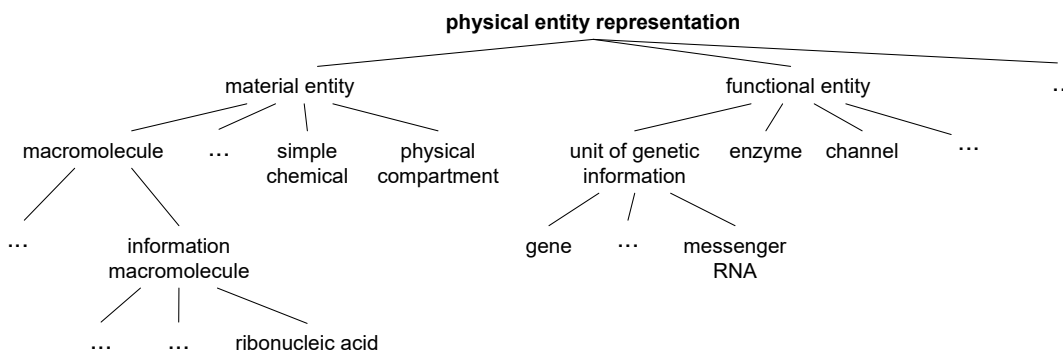 physical entity representation
material entity
functional entity
...
macromolecule
...
simple
chemical
physical
compartment
unit of genetic
information
enzyme
channel
...
...
information
macromolecule
gene
...
messenger
RNA
...
...
ribonucleic acid